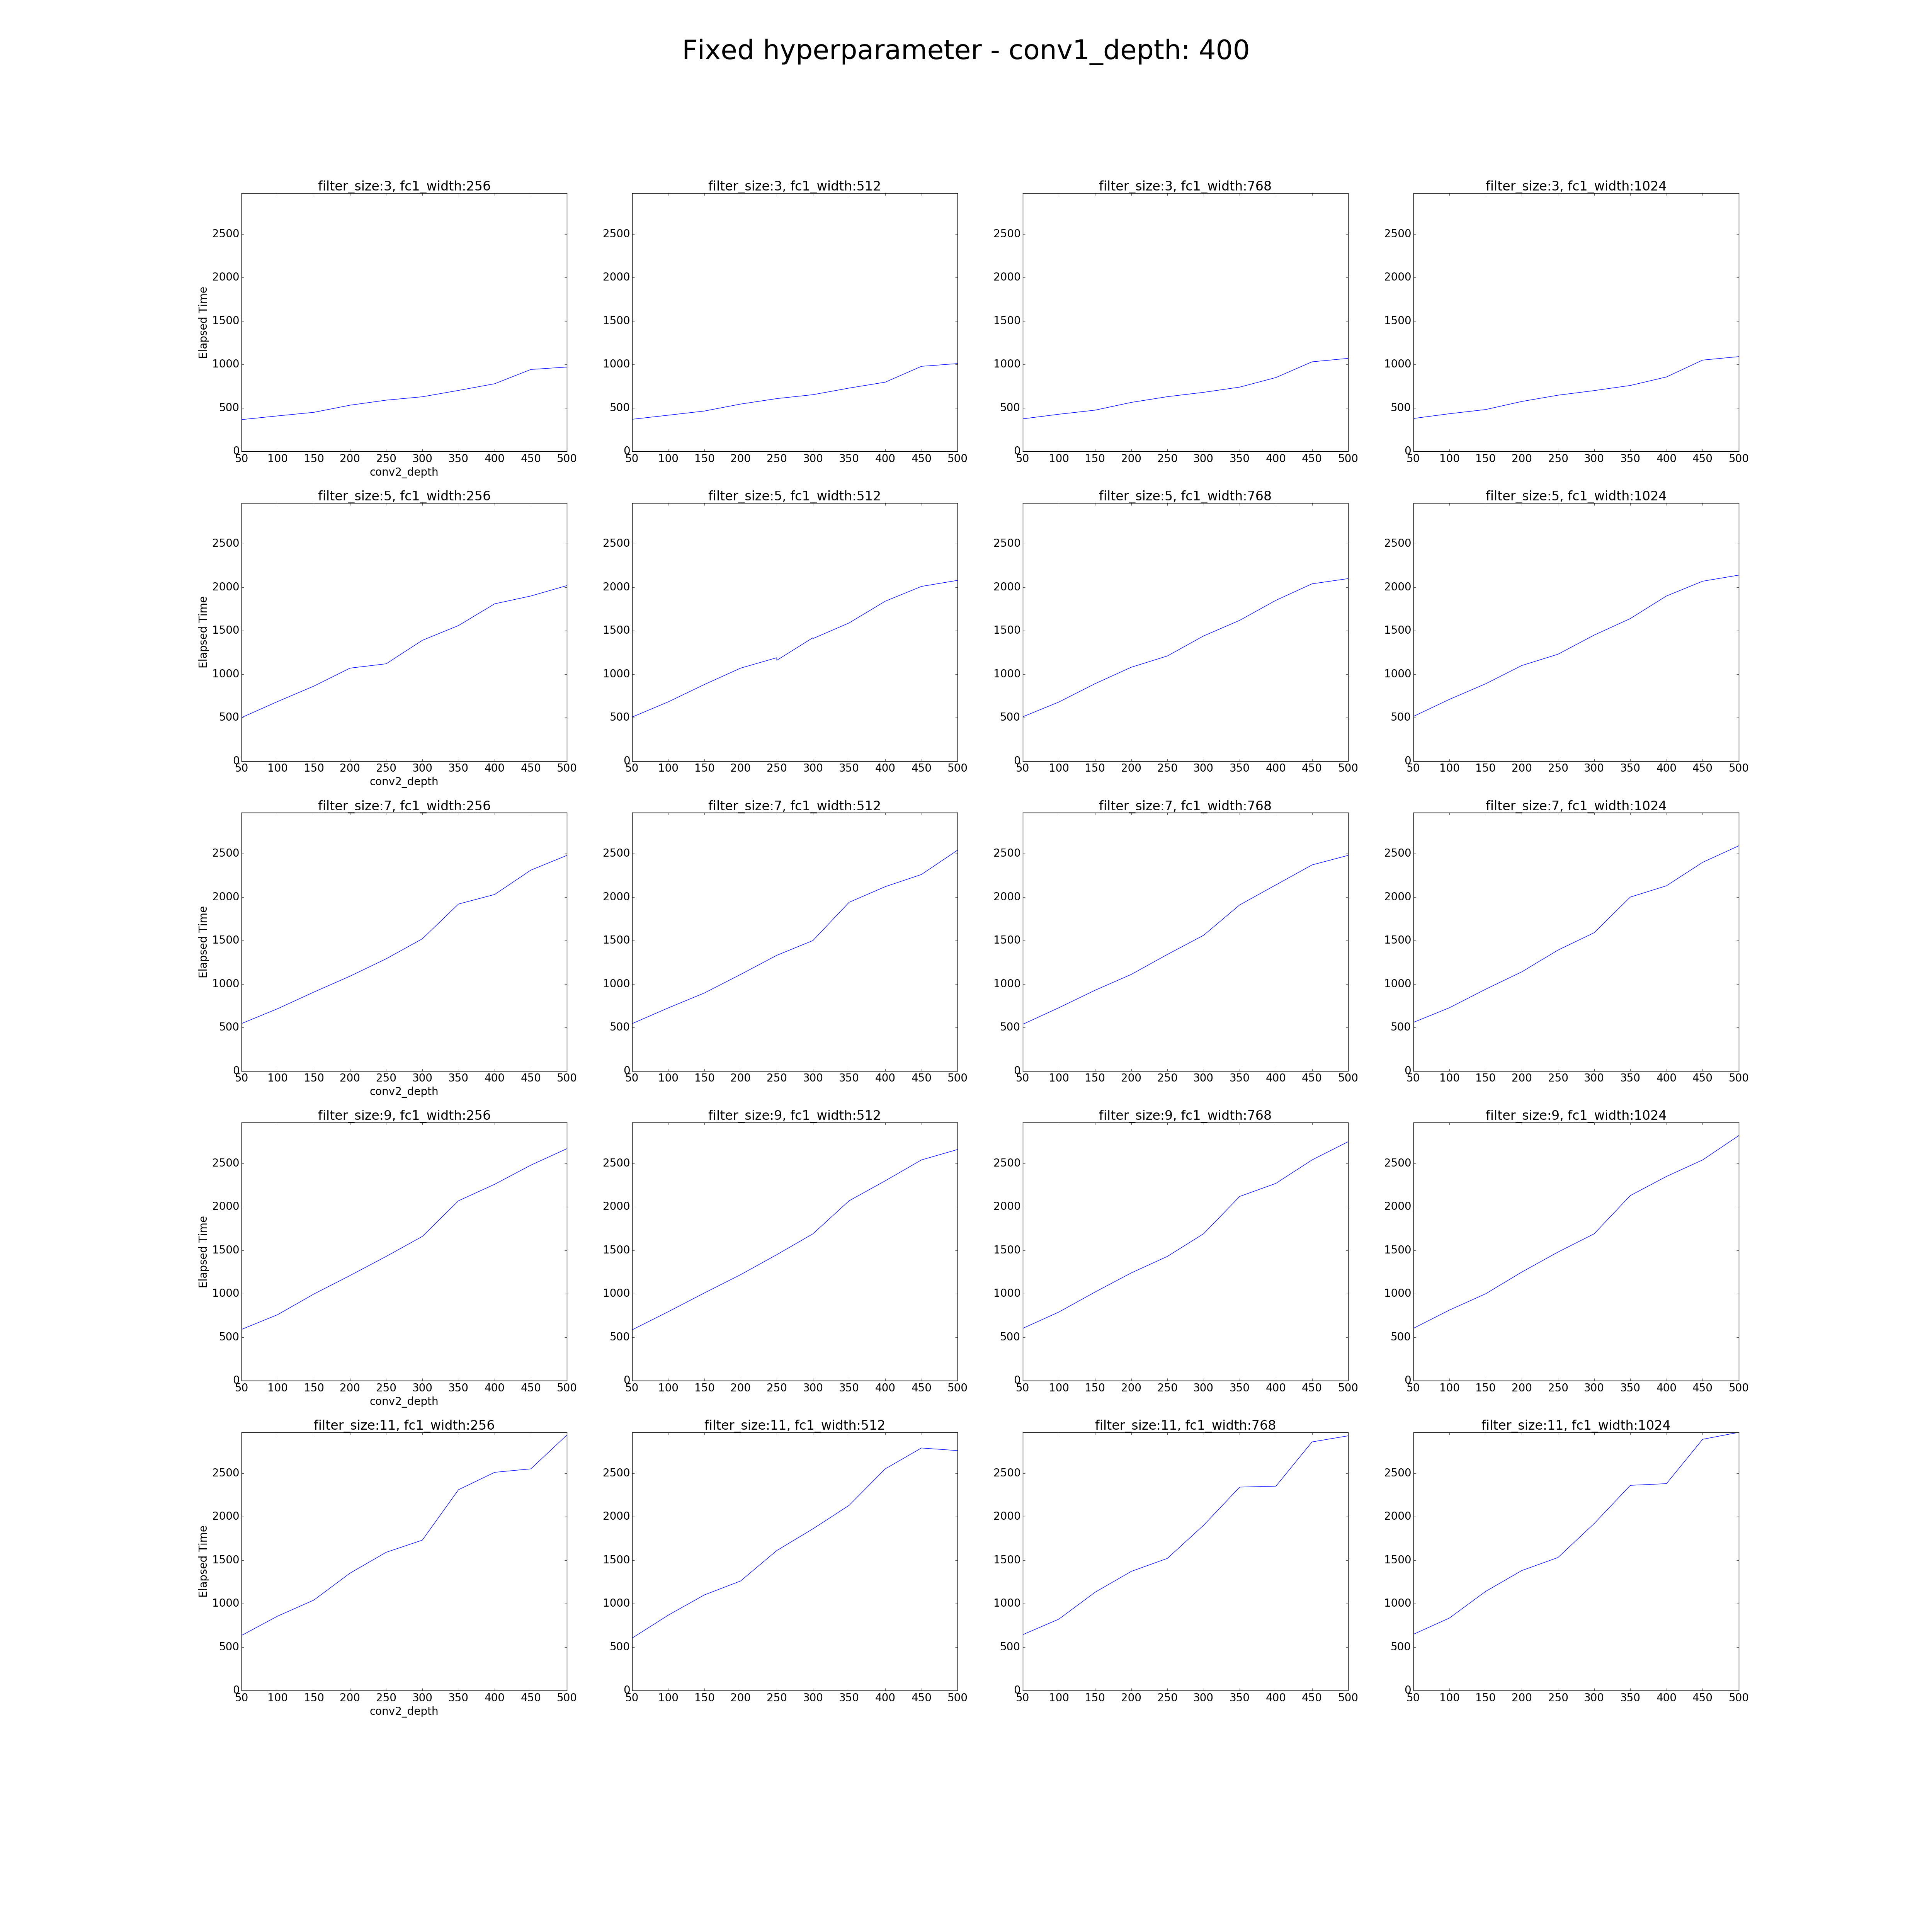 Fixed hyperparameter - conv1_depth: 400
filter_size:3, fc1_width:256 filter_size:3, fc1_width:512 filter_size:3, fc1_width:768 filter_size:3, fc1_width:1024
2500 2500 2500 2500
2000 2000 2000 2000
1500 1500 1500 1500
Elapsed Time
1000 1000 1000 1000
500 500 500 500
0 0 0 0
50 100 150 200 250 300 350 400 450 500 50 100 150 200 250 300 350 400 450 500 50 100 150 200 250 300 350 400 450 500 50 100 150 200 250 300 350 400 450 500
conv2_depth
filter_size:5, fc1_width:256 filter_size:5, fc1_width:512 filter_size:5, fc1_width:768 filter_size:5, fc1_width:1024
2500 2500 2500 2500
2000 2000 2000 2000
1500 1500 1500 1500
Elapsed Time
1000 1000 1000 1000
500 500 500 500
0 0 0 0
50 100 150 200 250 300 350 400 450 500 50 100 150 200 250 300 350 400 450 500 50 100 150 200 250 300 350 400 450 500 50 100 150 200 250 300 350 400 450 500
conv2_depth
filter_size:7, fc1_width:256 filter_size:7, fc1_width:512 filter_size:7, fc1_width:768 filter_size:7, fc1_width:1024
2500 2500 2500 2500
2000 2000 2000 2000
1500 1500 1500 1500
Elapsed Time
1000 1000 1000 1000
500 500 500 500
0 0 0 0
50 100 150 200 250 300 350 400 450 500 50 100 150 200 250 300 350 400 450 500 50 100 150 200 250 300 350 400 450 500 50 100 150 200 250 300 350 400 450 500
conv2_depth
filter_size:9, fc1_width:256 filter_size:9, fc1_width:512 filter_size:9, fc1_width:768 filter_size:9, fc1_width:1024
2500 2500 2500 2500
2000 2000 2000 2000
1500 1500 1500 1500
Elapsed Time
1000 1000 1000 1000
500 500 500 500
0 0 0 0
50 100 150 200 250 300 350 400 450 500 50 100 150 200 250 300 350 400 450 500 50 100 150 200 250 300 350 400 450 500 50 100 150 200 250 300 350 400 450 500
conv2_depth
filter_size:11, fc1_width:256 filter_size:11, fc1_width:512 filter_size:11, fc1_width:768 filter_size:11, fc1_width:1024
2500 2500 2500 2500
2000 2000 2000 2000
1500 1500 1500 1500
Elapsed Time
1000 1000 1000 1000
500 500 500 500
0 0 0 0
50 100 150 200 250 300 350 400 450 500 50 100 150 200 250 300 350 400 450 500 50 100 150 200 250 300 350 400 450 500 50 100 150 200 250 300 350 400 450 500
conv2_depth